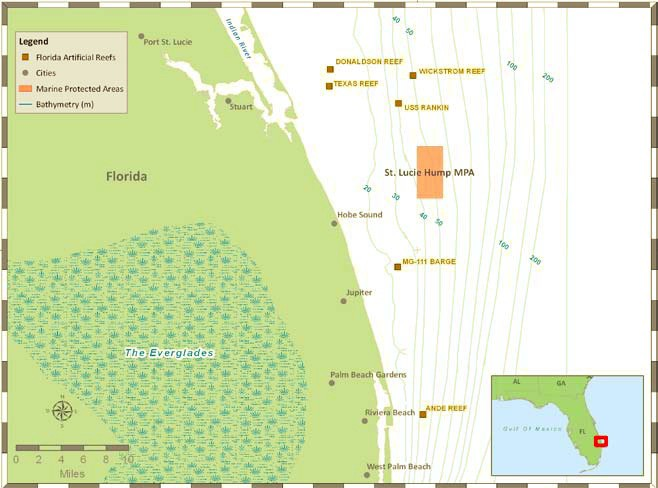 Legend
Florida Artificial Reefs
Cities
Marine Protected Areas
Bathymetry (m)
Port St. Lucie
Indian River
40
50
DONALDSON REEF
WICKSTROM REEF
100
200
TEXAS REEF
Stuart
USS RANKIN
Florida
St. Lucie Hump MPA
20
30
40
50
Hobe Sound
100
200
MG-111 BARGE
Jupiter
The Everglades
Palm Beach Gardens
Riviera Beach
ANDE REEF
West Palm Beach
N
W
E
S
0 2 4 6 8 10
Miles
AL
GA
Gulf Of Mexico
FL